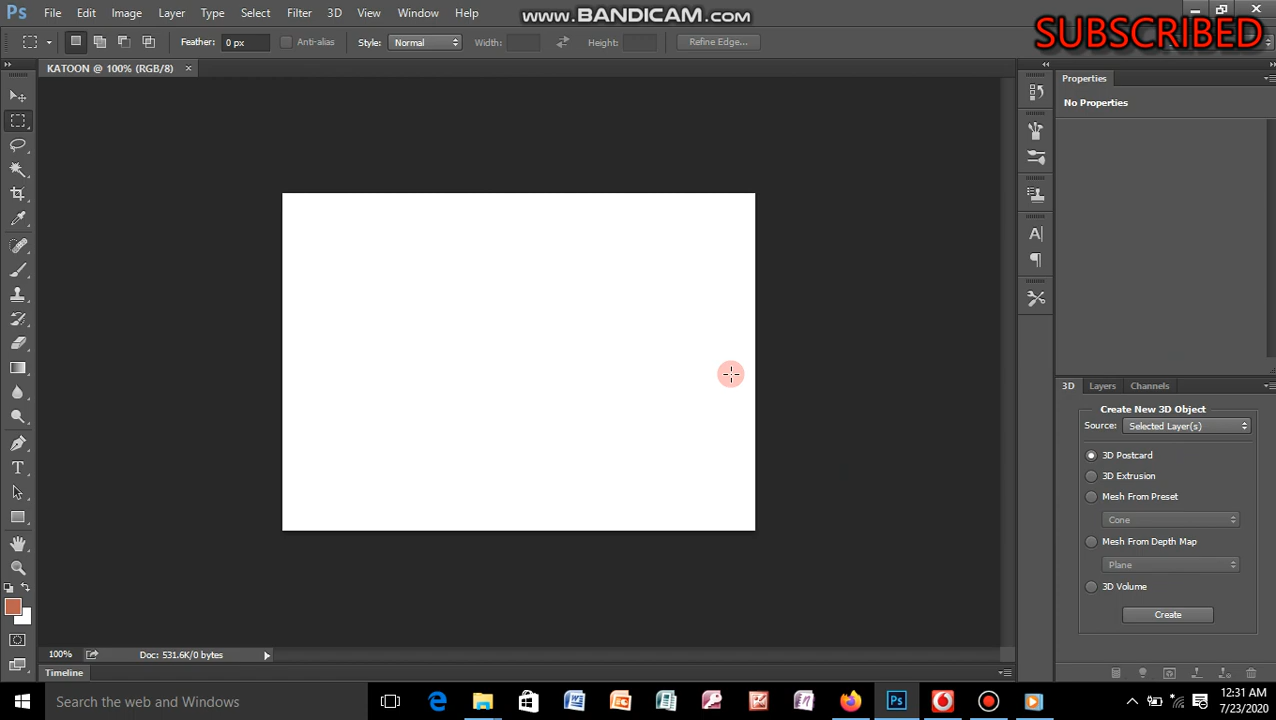 Ps File Edit Image Layer Type Select Filter 3D View Window Help
www.BANDICAM.com
SUBSCRIBED
Feather: 0 px Anti-alias Style: Normal Width: Height: Refine Edge...
KATOON @ 100% (RGB/8) ×
Properties
No Properties
3D Layers Channels
Create New 3D Object
Source: Selected Layer(s)
3D Postcard
3D Extrusion
Mesh From Preset
Cone
Mesh From Depth Map
Plane
3D Volume
Create
100% Doc: 531.6K/0 bytes
Timeline
Search the web and Windows
12:31 AM
7/23/2020